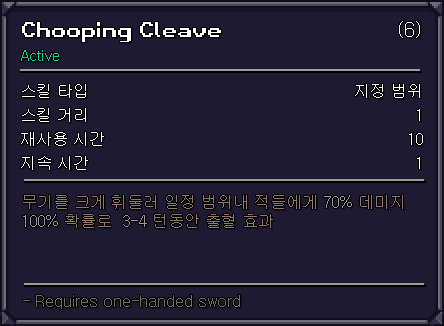 Chooping Cleave (6)
Active
스킬 타입 지정 범위
스킬 거리 1
재사용 시간 10
지속 시간 1
무기를 크게 휘둘러 일정 범위내 적들에게 70% 데미지
100% 확률로 3-4 턴동안 출혈 효과
- Requires one-handed sword